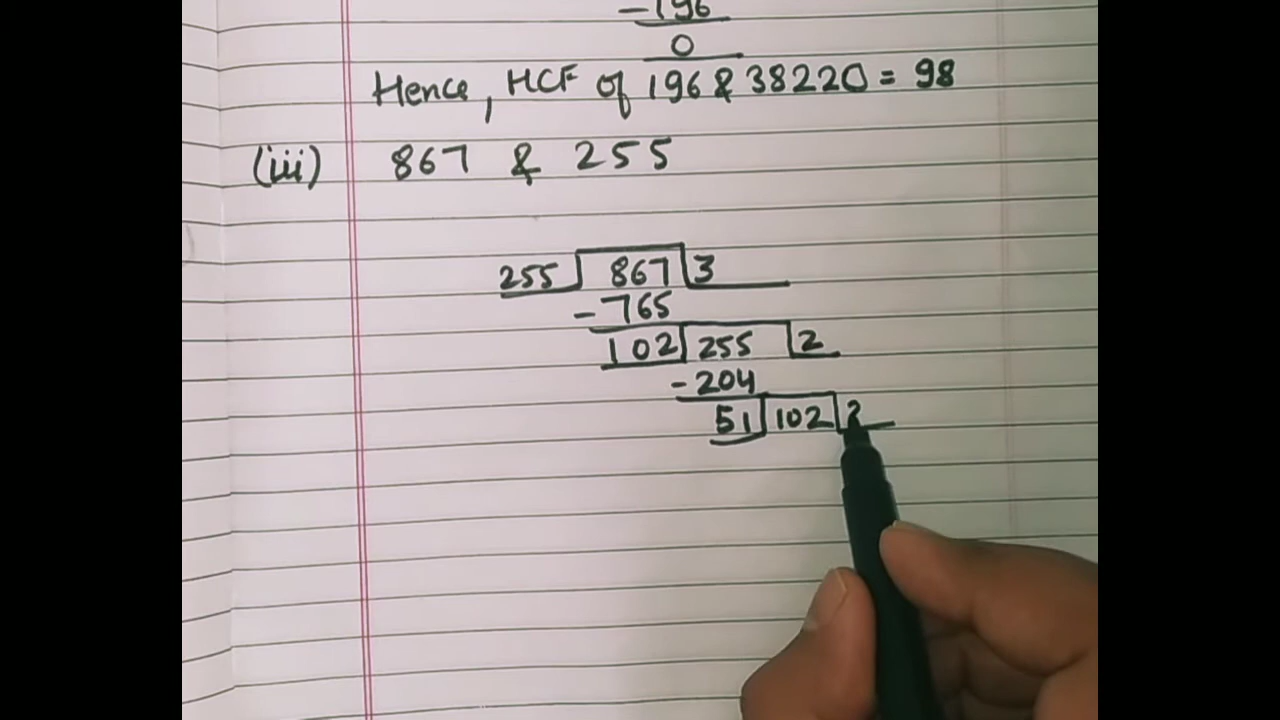 -196
0
Hence, HCF of 196 & 38220 = 98
(iii) 867 & 255
255 867 3
-765
102 255 2
-204
51 102 2